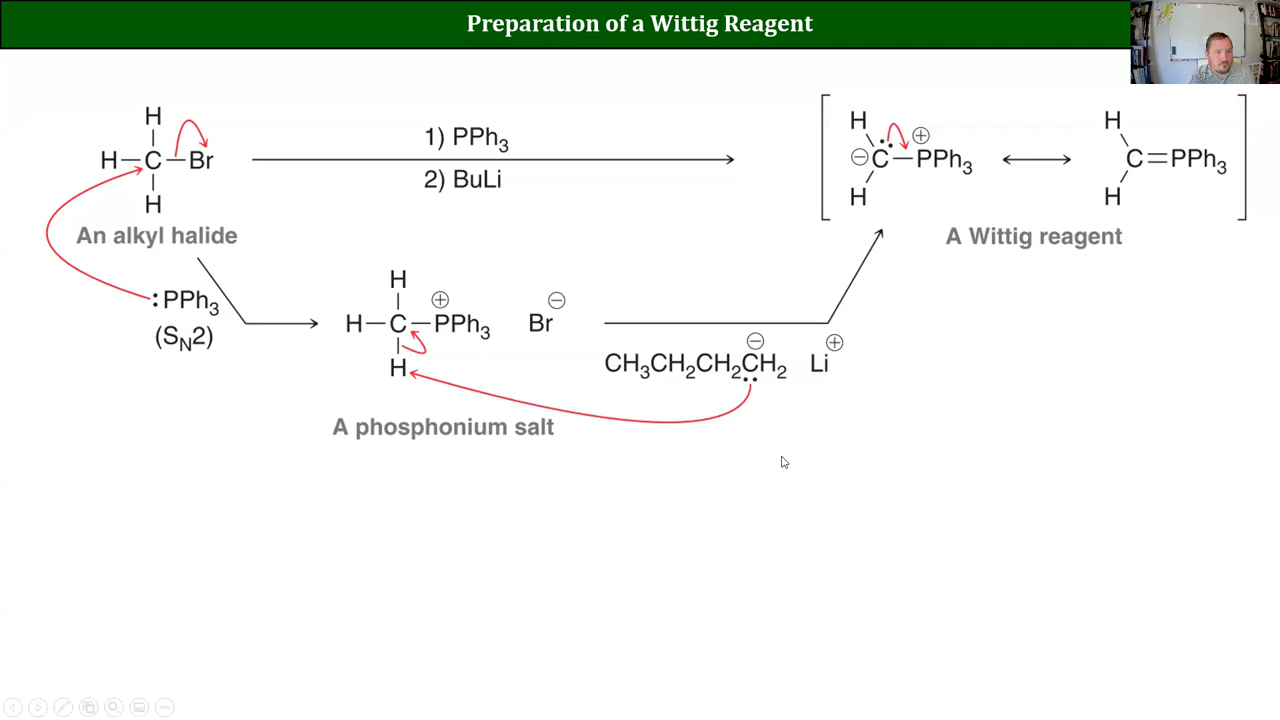 Preparation of a Wittig Reagent
H
H–C–Br
H
An alkyl halide
1) PPh₃
2) BuLi
H
⊖C̈–PPh₃ ⊕
H
H
C=PPh₃
H
A Wittig reagent
:PPh₃
(Sₙ2)
H
H–C–PPh₃ ⊕ Br ⊖
H
A phosphonium salt
CH₃CH₂CH₂CH₂ ⊖ Li ⊕